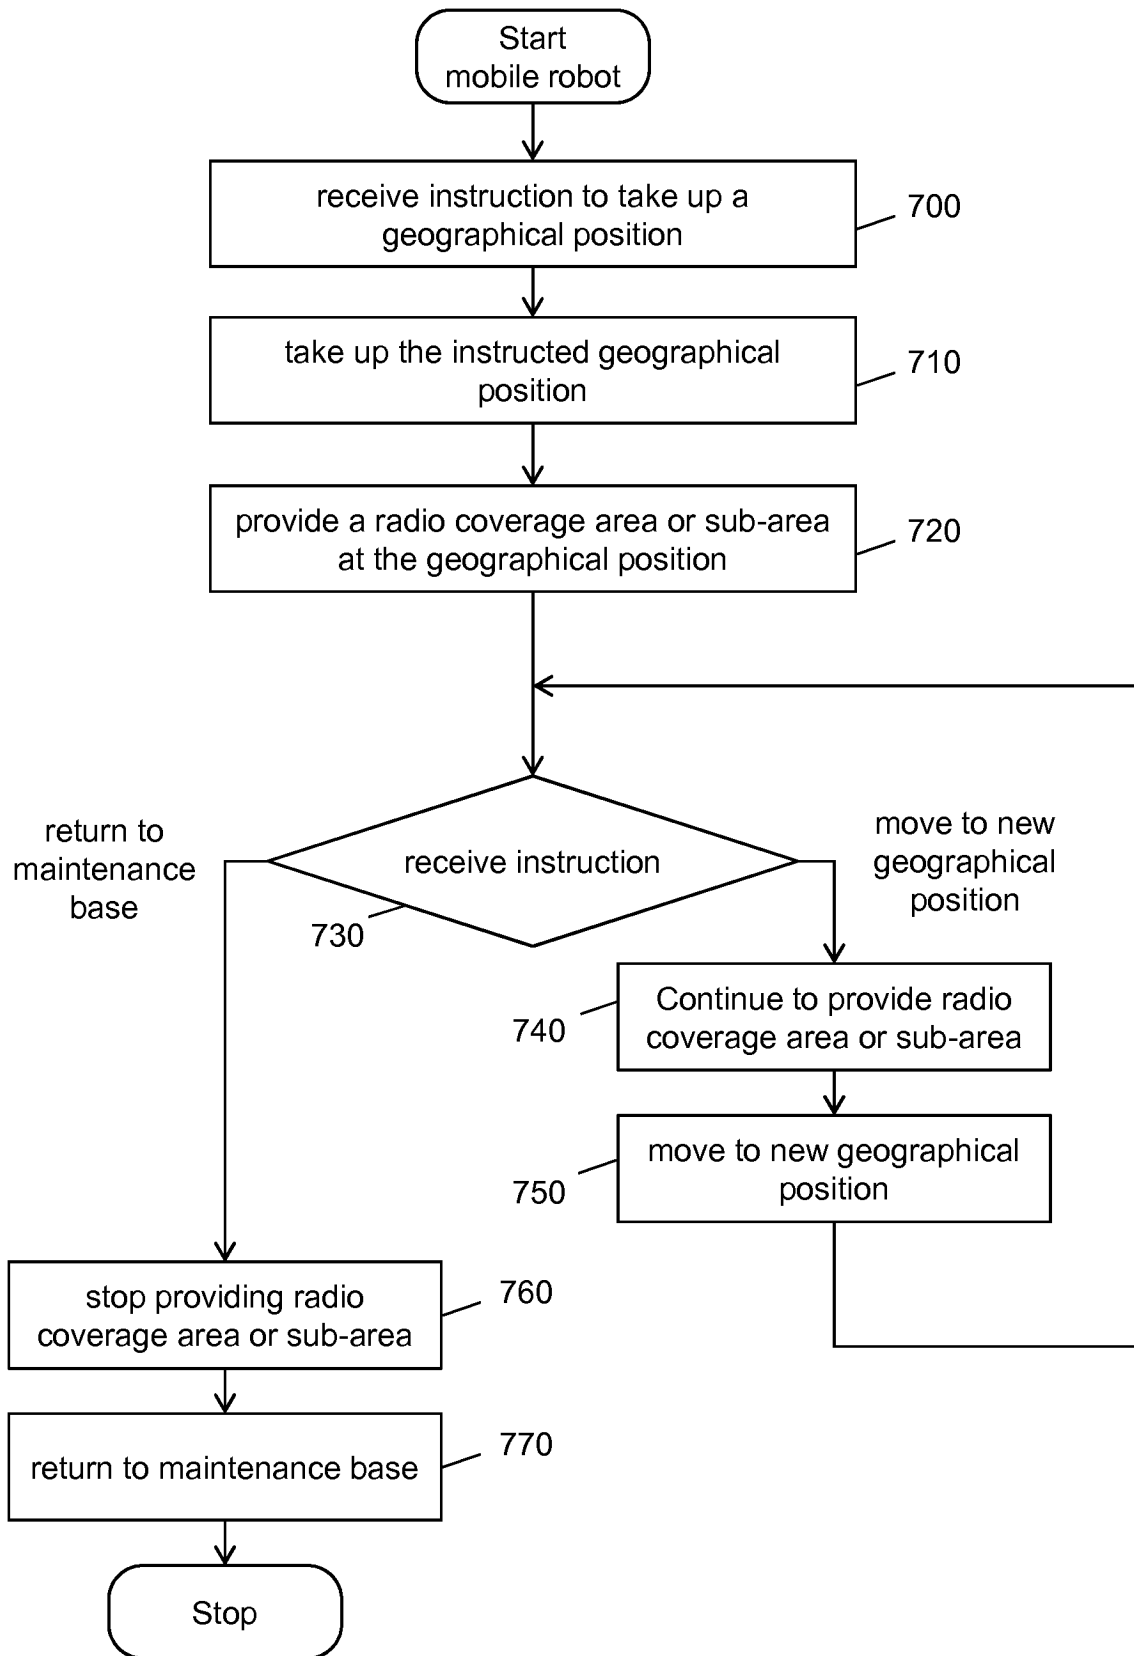 Start
mobile robot
receive instruction to take up a
geographical position
700
take up the instructed geographical
position
710
provide a radio coverage area or sub-area
at the geographical position
720
return to
maintenance
base
receive instruction
730
move to new
geographical
position
Continue to provide radio
coverage area or sub-area
740
move to new geographical
position
750
stop providing radio
coverage area or sub-area
760
return to maintenance base
770
Stop